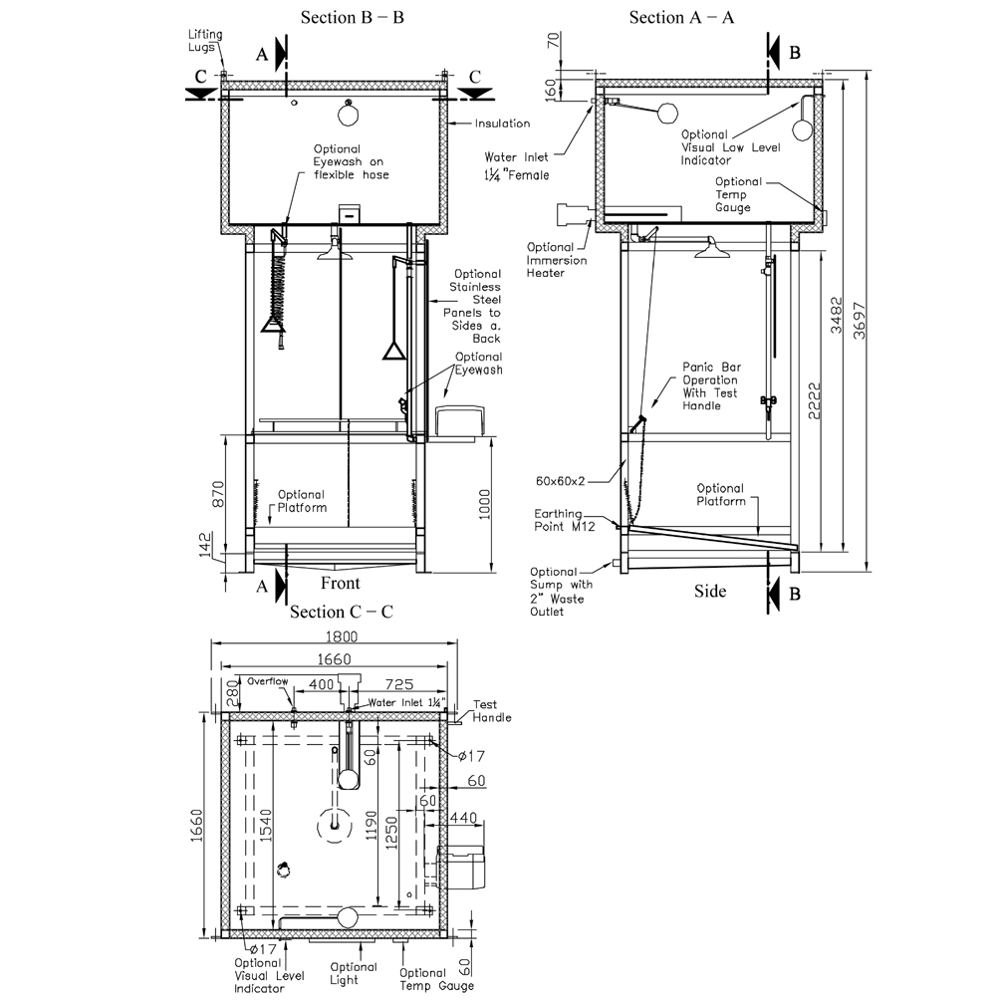 Section B – B
Section A – A
Lifting
Lugs
A
C
C
Insulation
Optional
Eyewash on
flexible hose
Optional
Stainless
Steel
Panels to
Sides a.
Back
Optional
Eyewash
Optional
Platform
870
142
1000
A
Front
70
160
B
Water Inlet
1¼"Female
Optional
Visual Low Level
Indicator
Optional
Temp
Gauge
Optional
Immersion
Heater
Panic Bar
Operation
With Test
Handle
2222
3482
3697
60x60x2
Earthing
Point M12
Optional
Platform
Optional
Sump with
2" Waste
Outlet
Side
B
Section C – C
1800
1660
280
Overflow
400
725
Water Inlet 1¼"
Test
Handle
ø17
60
60
60
440
1660
1540
1190
1250
ø17
60
Optional
Visual Level
Indicator
Optional
Light
Optional
Temp Gauge